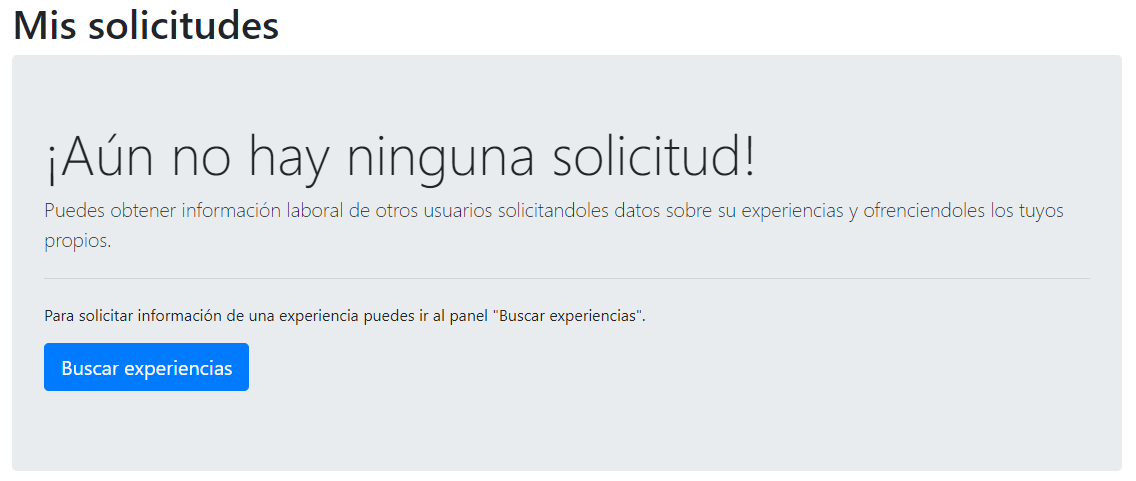 Mis solicitudes
¡Aún no hay ninguna solicitud!
Puedes obtener información laboral de otros usuarios solicitandoles datos sobre su experiencias y ofrenciendoles los tuyos
propios.
Para solicitar información de una experiencia puedes ir al panel "Buscar experiencias".
Buscar experiencias